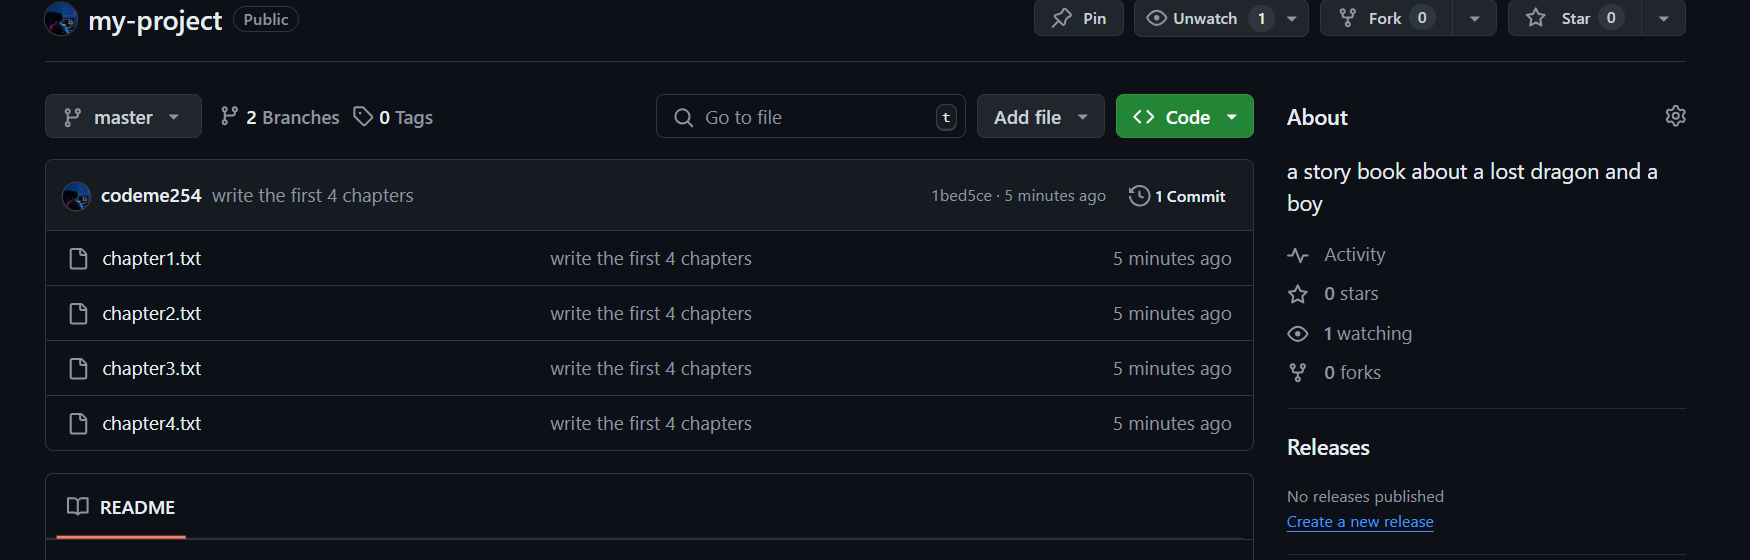 my-project Public Pin Unwatch 1 Fork 0 Star 0
master 2 Branches 0 Tags Go to file t Add file Code
codeme254 write the first 4 chapters 1bed5ce · 5 minutes ago 1 Commit
chapter1.txt write the first 4 chapters 5 minutes ago
chapter2.txt write the first 4 chapters 5 minutes ago
chapter3.txt write the first 4 chapters 5 minutes ago
chapter4.txt write the first 4 chapters 5 minutes ago
README
About
a story book about a lost dragon and a
boy
Activity
0 stars
1 watching
0 forks
Releases
No releases published
Create a new release